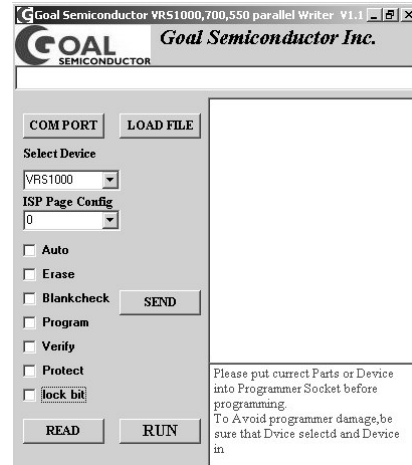 Goal Semiconductor VRS1000,700,550 parallel Writer V1.1
GOAL
SEMICONDUCTOR
Goal Semiconductor Inc.
COM PORT
LOAD FILE
Select Device
VRS1000
ISP Page Config
0
Auto
Erase
Blankcheck
SEND
Program
Verify
Protect
lock bit
READ
RUN
Please put currect Parts or Device
into Programmer Socket before
programming.
To Avoid programmer damage,be
sure that Dvice selectd and Device
in